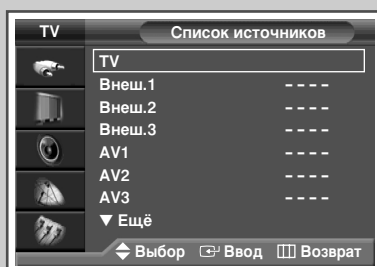 TV Список источников
TV
Внеш.1 - - - -
Внеш.2 - - - -
Внеш.3 - - - -
AV1 - - - -
AV2 - - - -
AV3 - - - -
▼ Ещё
Выбор Ввод Возврат